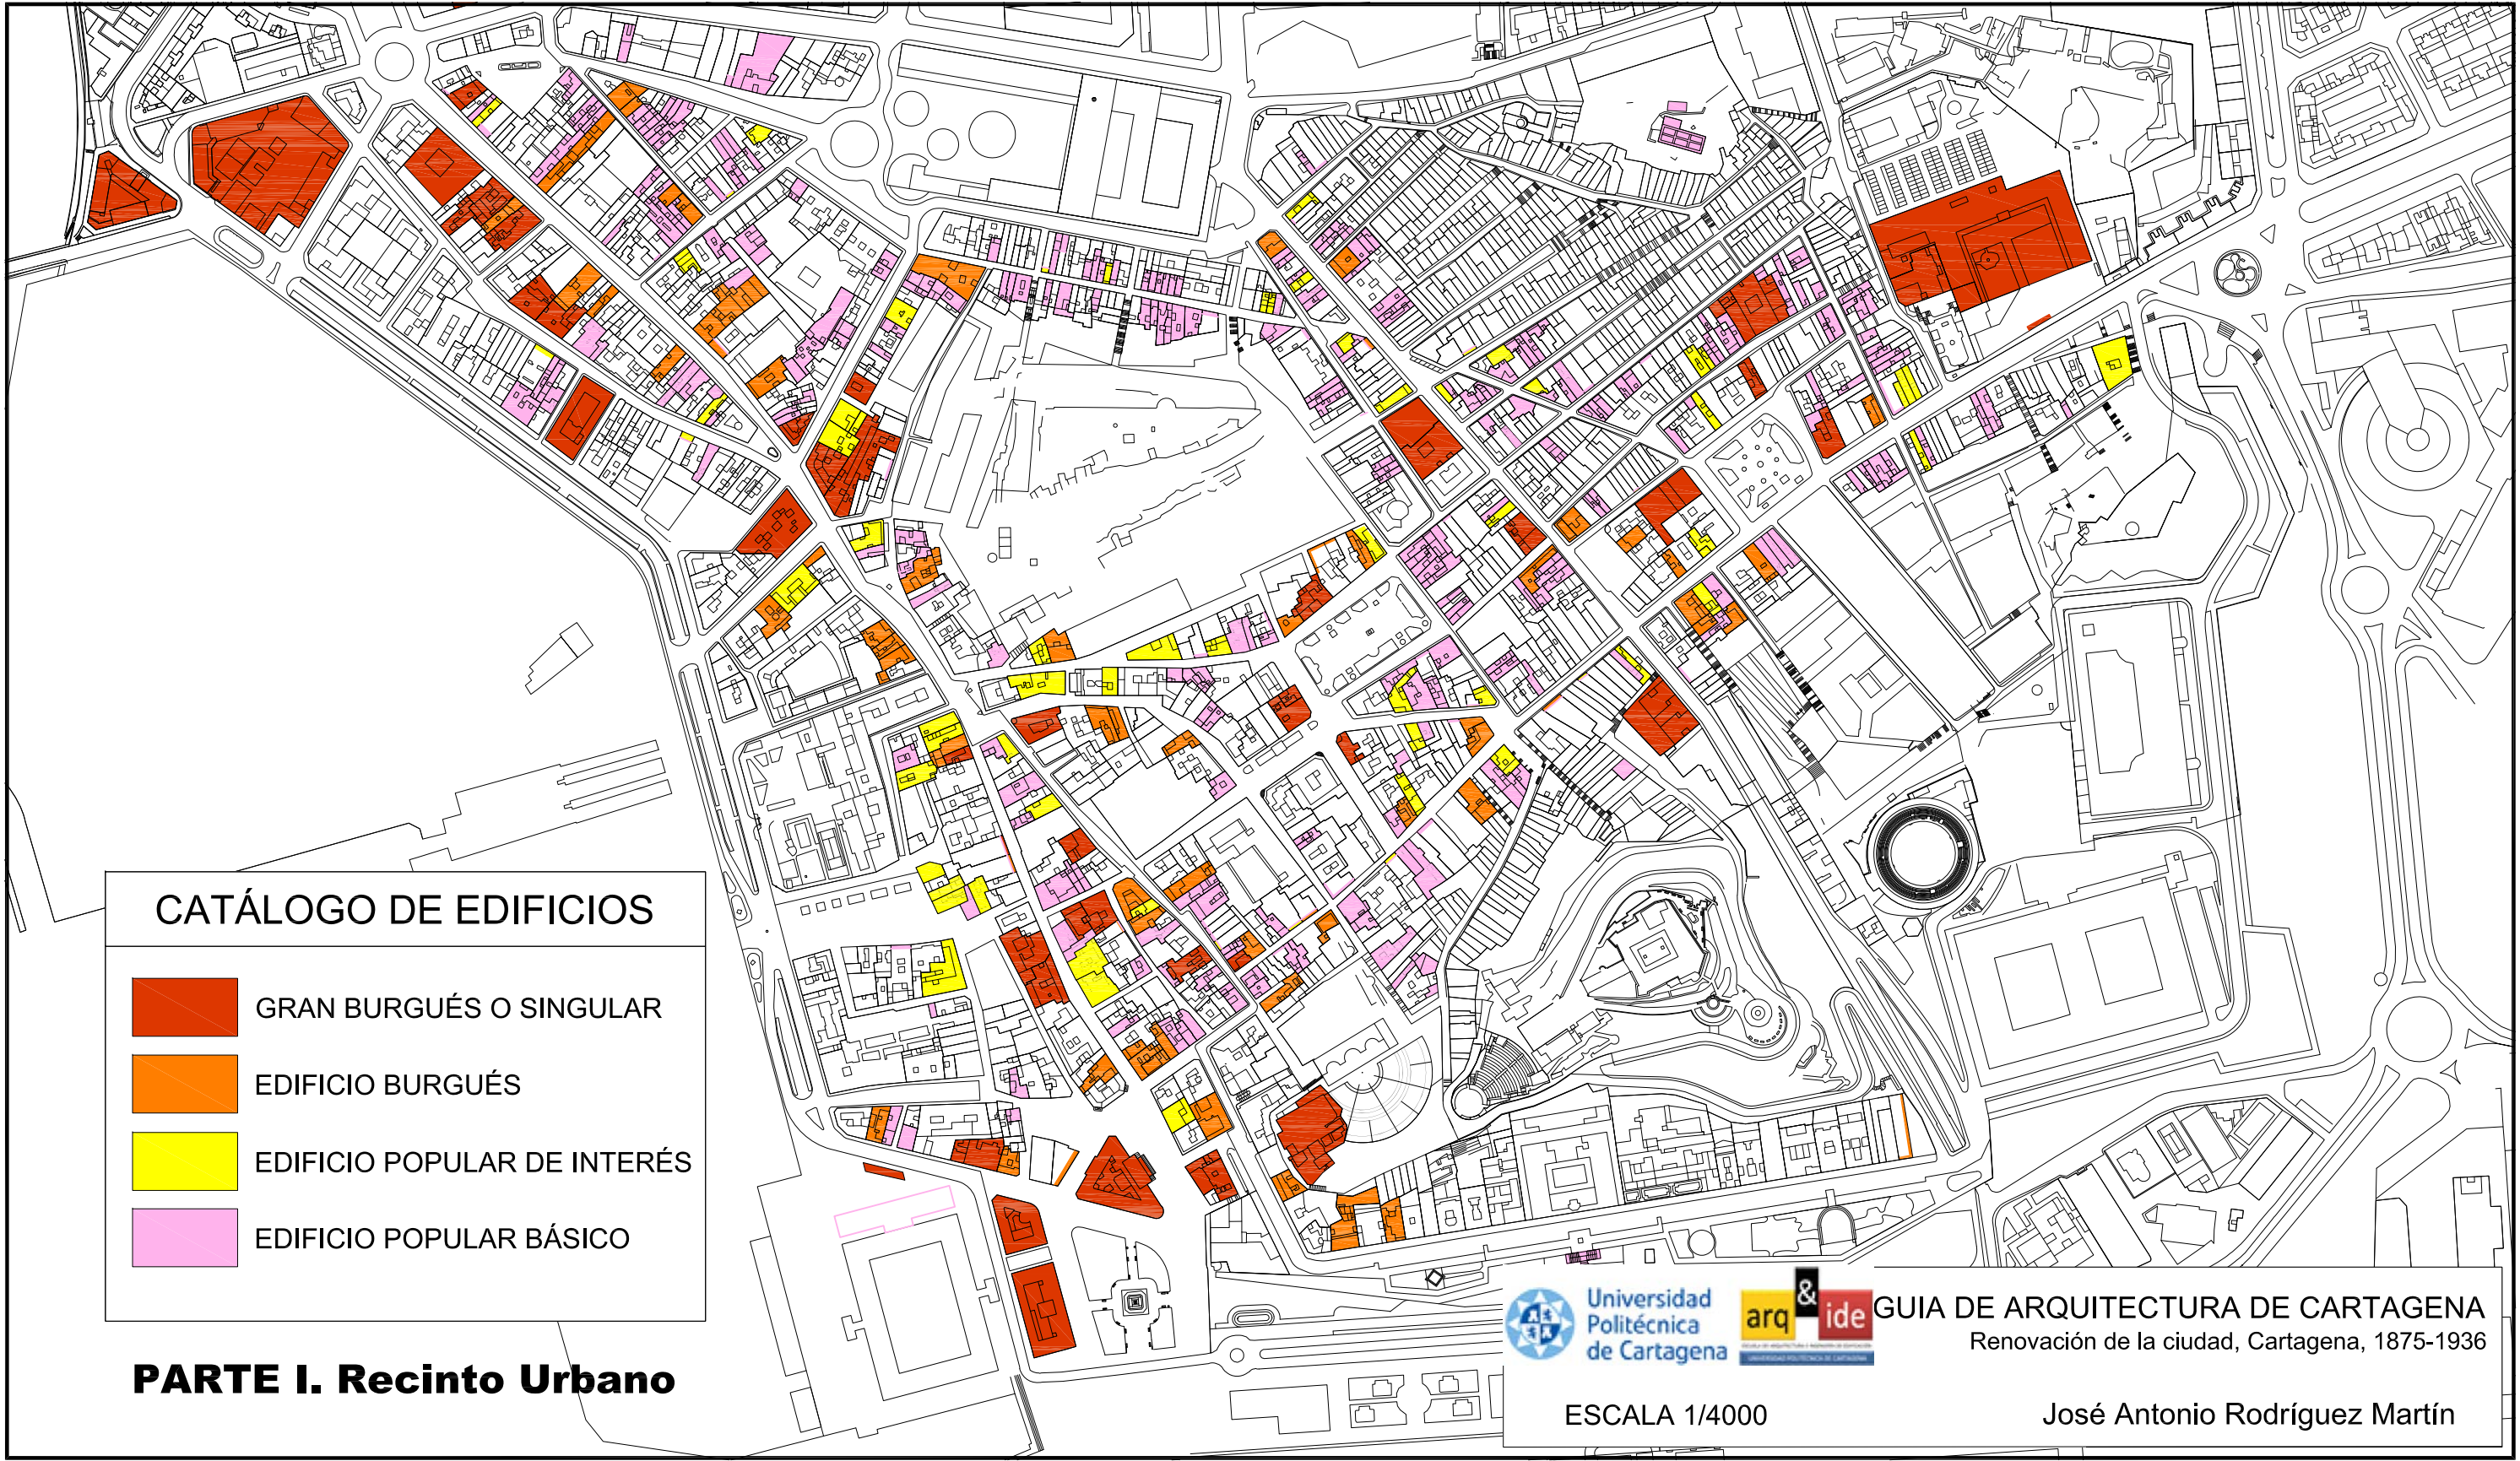 CATÁLOGO DE EDIFICIOS
GRAN BURGUÉS O SINGULAR
EDIFICIO BURGUÉS
EDIFICIO POPULAR DE INTERÉS
EDIFICIO POPULAR BÁSICO
PARTE I. Recinto Urbano
Universidad
Politécnica
de Cartagena
arq & ide
GUIA DE ARQUITECTURA DE CARTAGENA
Renovación de la ciudad, Cartagena, 1875-1936
ESCALA 1/4000
José Antonio Rodríguez Martín